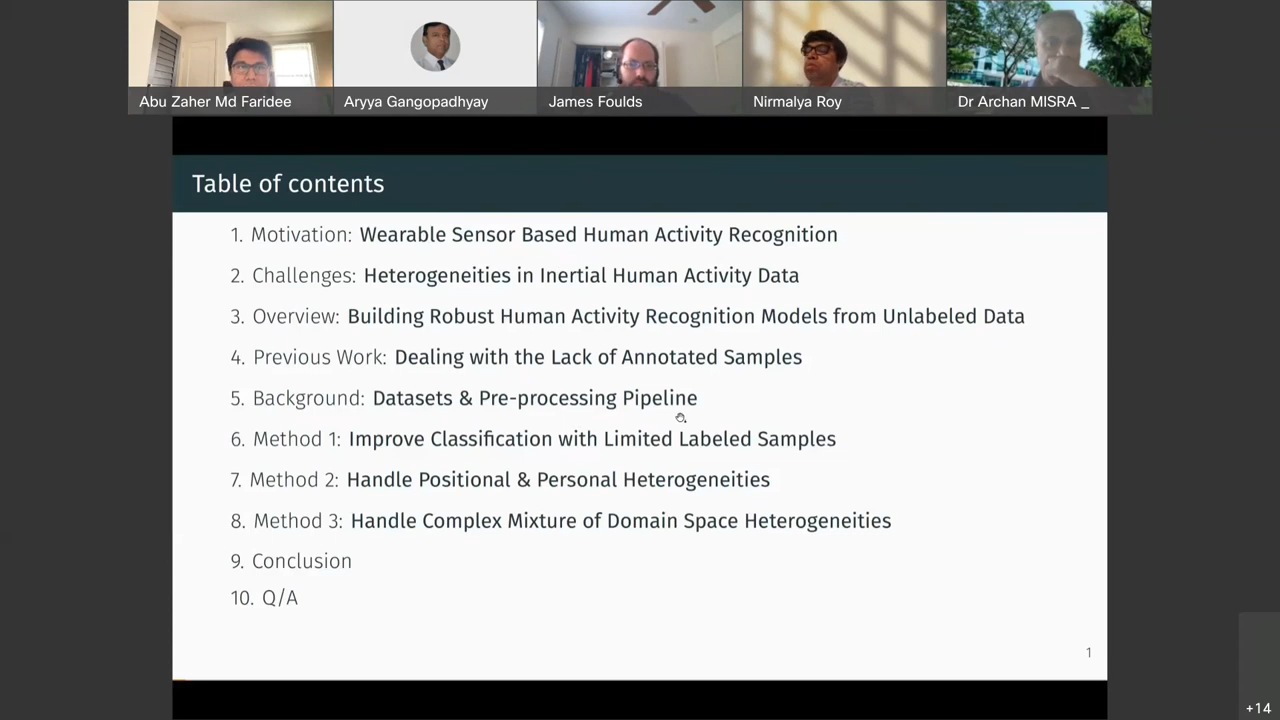 Abu Zaher Md Faridee
Aryya Gangopadhyay
James Foulds
Nirmalya Roy
Dr Archan MISRA _
Table of contents
1. Motivation: Wearable Sensor Based Human Activity Recognition
2. Challenges: Heterogeneities in Inertial Human Activity Data
3. Overview: Building Robust Human Activity Recognition Models from Unlabeled Data
4. Previous Work: Dealing with the Lack of Annotated Samples
5. Background: Datasets & Pre-processing Pipeline
6. Method 1: Improve Classification with Limited Labeled Samples
7. Method 2: Handle Positional & Personal Heterogeneities
8. Method 3: Handle Complex Mixture of Domain Space Heterogeneities
9. Conclusion
10. Q/A
1
+14